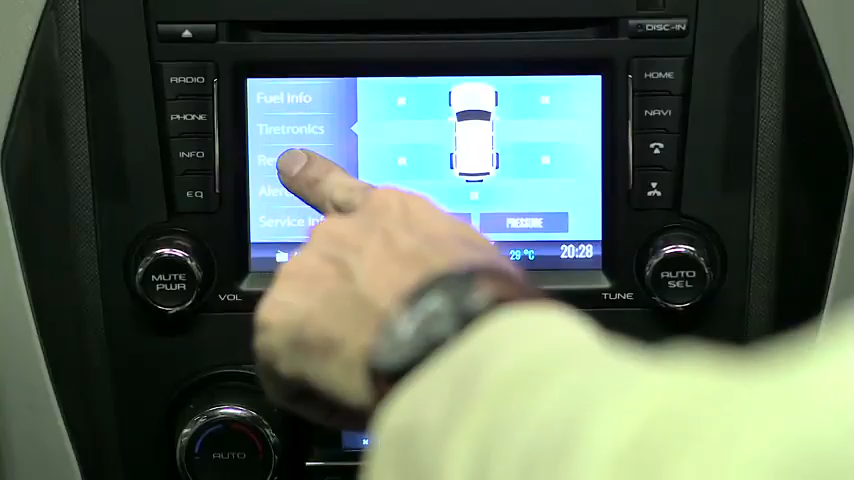 DISC-IN
RADIO
HOME
PHONE
NAVI
INFO
EQ
Fuel Info
Tiretronics
Service
PRESSURE
29 °C
20:28
MUTE
PWR
VOL
TUNE
AUTO
SEL
AUTO